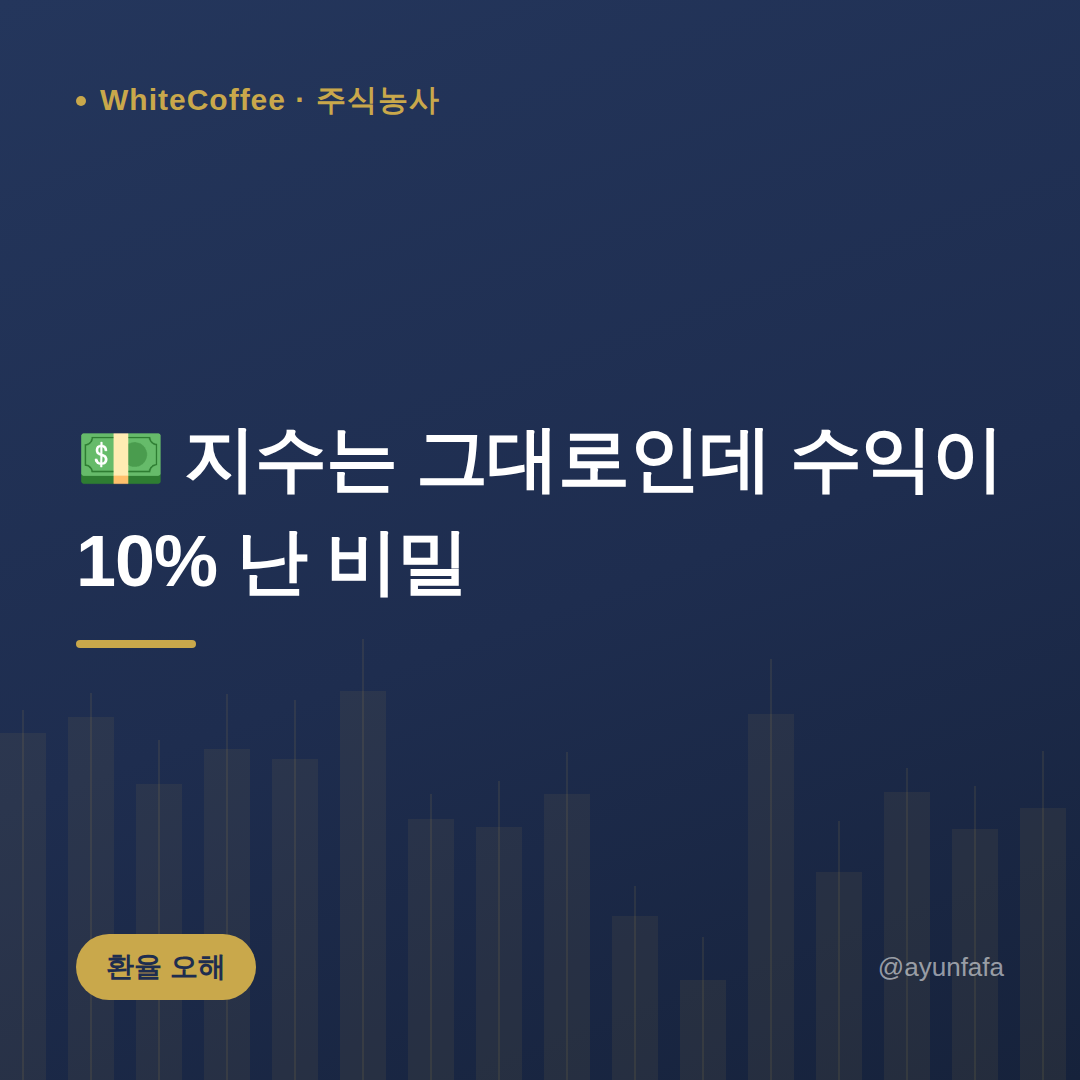 WhiteCoffee · 주식농사
💵 지수는 그대로인데 수익이
10% 난 비밀
환율 오해
@ayunfafa